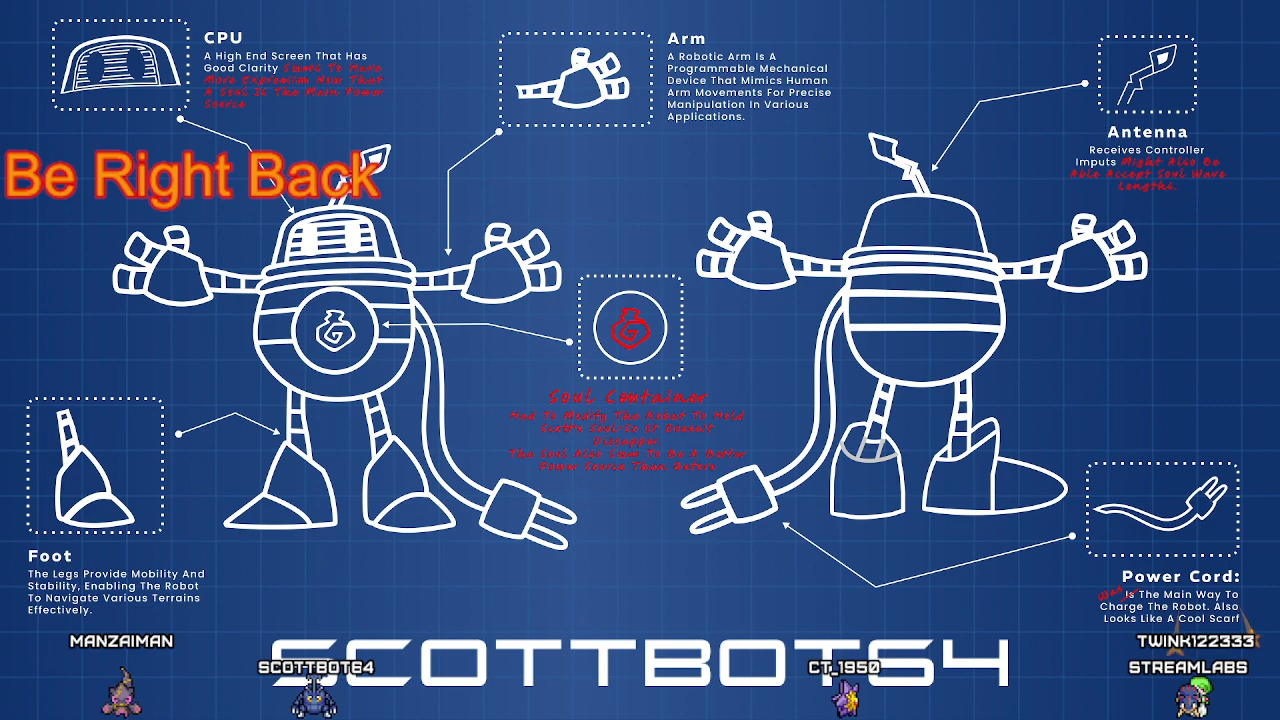 CPU
A High End Screen That Has
Good Clarity Seems To Have
More Expression Now That
A Soul Is The Main Power
Source
Arm
A Robotic Arm Is A
Programmable Mechanical
Device That Mimics Human
Arm Movements For Precise
Manipulation In Various
Applications.
Antenna
Receives Controller
Imputs Might Also Be
Able Accept Soul Wave
Lengths.
Be Right Back
G
G
Soul Container
Had To Modify The Robot To Hold
Scott's Soul So It Doesn't
Dissapper
The Soul Also Seem To Be A Better
Power Source Than Before
Foot
The Legs Provide Mobility And
Stability, Enabling The Robot
To Navigate Various Terrains
Effectively.
Power Cord:
Was Is The Main Way To
Charge The Robot. Also
Looks Like A Cool Scarf
SCOTTBOT64
MANZAIMAN
SCOTTBOT64
CT_1950
TWINK122333
STREAMLABS